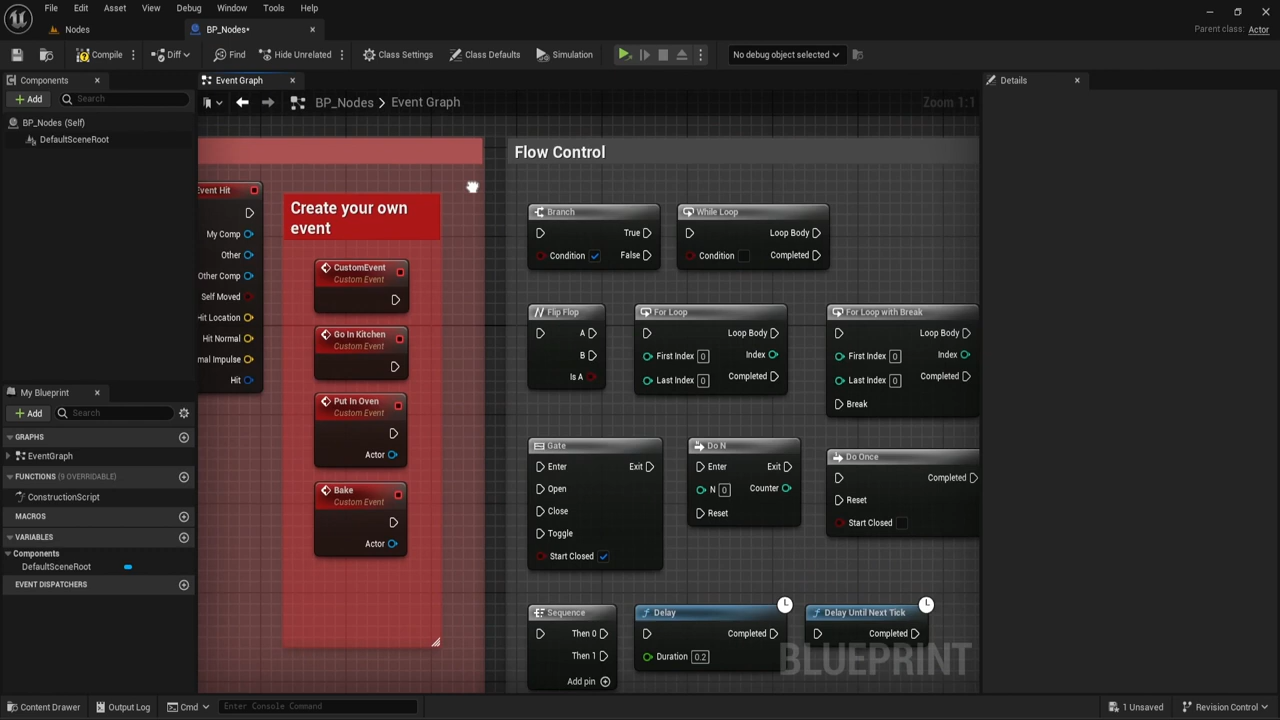 File Edit Asset View Debug Window Tools Help
Nodes
BP_Nodes*
Parent class: Actor
Compile
Diff
Find
Hide Unrelated
Class Settings
Class Defaults
Simulation
No debug object selected
Components
Add
Search
BP_Nodes (Self)
DefaultSceneRoot
My Blueprint
Add
Search
GRAPHS
EventGraph
FUNCTIONS (9 OVERRIDABLE)
ConstructionScript
MACROS
VARIABLES
Components
DefaultSceneRoot
EVENT DISPATCHERS
Event Graph
BP_Nodes > Event Graph
Zoom 1:1
Event Hit
My Comp
Other
Other Comp
Self Moved
Hit Location
Hit Normal
mal Impulse
Hit
Create your own
event
CustomEvent
Custom Event
Go In Kitchen
Custom Event
Put In Oven
Custom Event
Actor
Bake
Custom Event
Actor
Flow Control
Branch
True
Condition False
While Loop
Loop Body
Condition Completed
Flip Flop
A
B
Is A
For Loop
Loop Body
First Index 0 Index
Last Index 0 Completed
For Loop with Break
Loop Body
First Index 0 Index
Last Index 0 Completed
Break
Gate
Enter Exit
Open
Close
Toggle
Start Closed
Do N
Enter Exit
N 0 Counter
Reset
Do Once
Completed
Reset
Start Closed
Sequence
Then 0
Then 1
Add pin
Delay
Completed
Duration 0.2
Delay Until Next Tick
Completed
BLUEPRINT
Details
Content Drawer
Output Log
Cmd
Enter Console Command
1 Unsaved
Revision Control